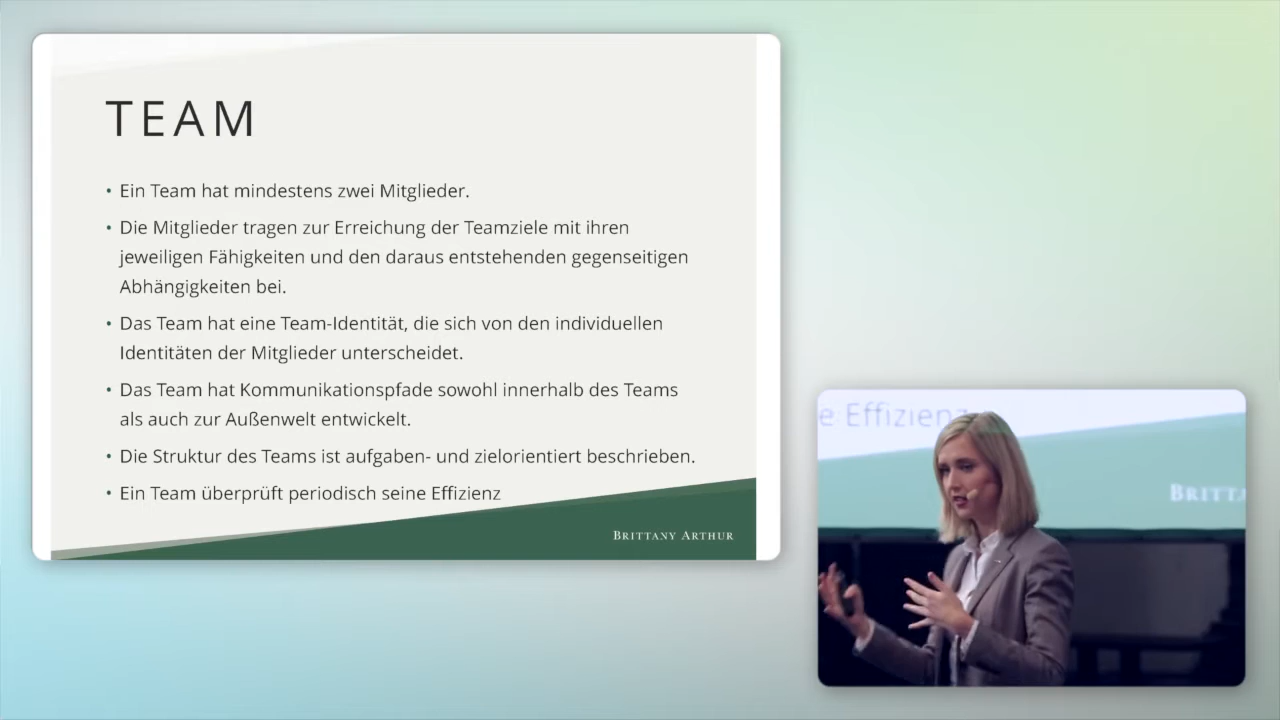 TEAM
• Ein Team hat mindestens zwei Mitglieder.
• Die Mitglieder tragen zur Erreichung der Teamziele mit ihren
jeweiligen Fähigkeiten und den daraus entstehenden gegenseitigen
Abhängigkeiten bei.
• Das Team hat eine Team-Identität, die sich von den individuellen
Identitäten der Mitglieder unterscheidet.
• Das Team hat Kommunikationspfade sowohl innerhalb des Teams
als auch zur Außenwelt entwickelt.
• Die Struktur des Teams ist aufgaben- und zielorientiert beschrieben.
• Ein Team überprüft periodisch seine Effizienz
BRITTANY ARTHUR
e Effizienz
BRITTA